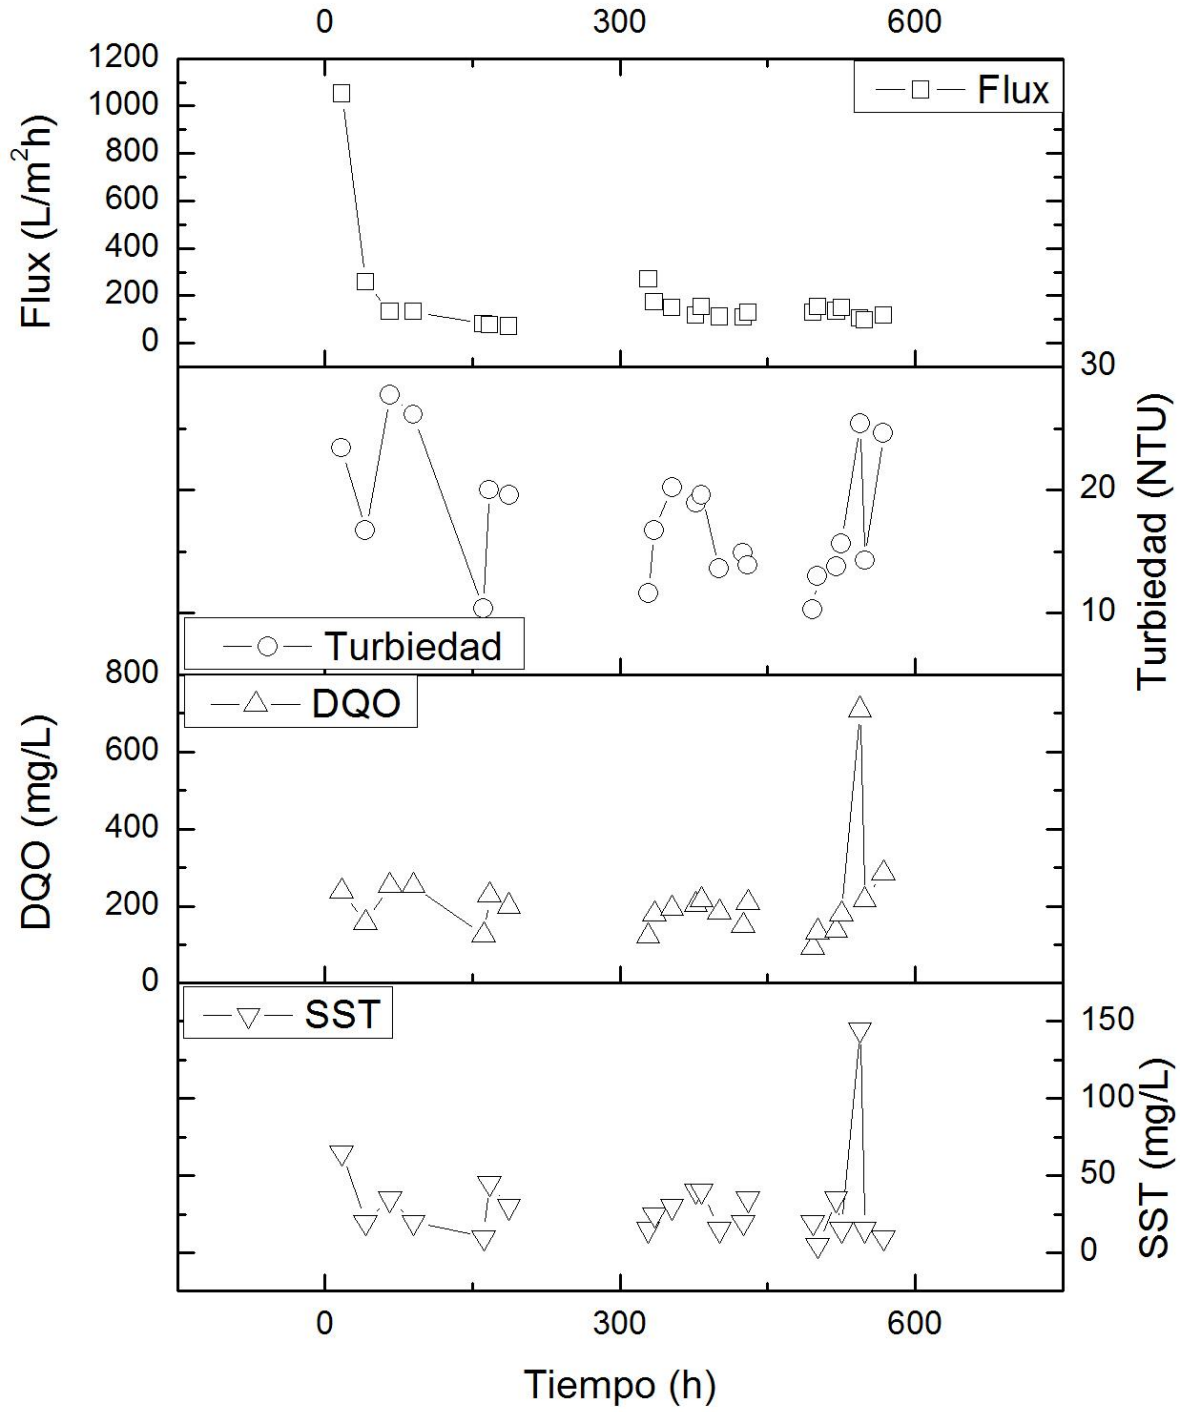 0 300 600
1200
1000
800
600
400
200
0
Flux (L/m²h)
Flux
30
20
10
Turbiedad (NTU)
Turbiedad
800
600
400
200
0
DQO (mg/L)
DQO
SST
150
100
50
0
SST (mg/L)
0 300 600
Tiempo (h)